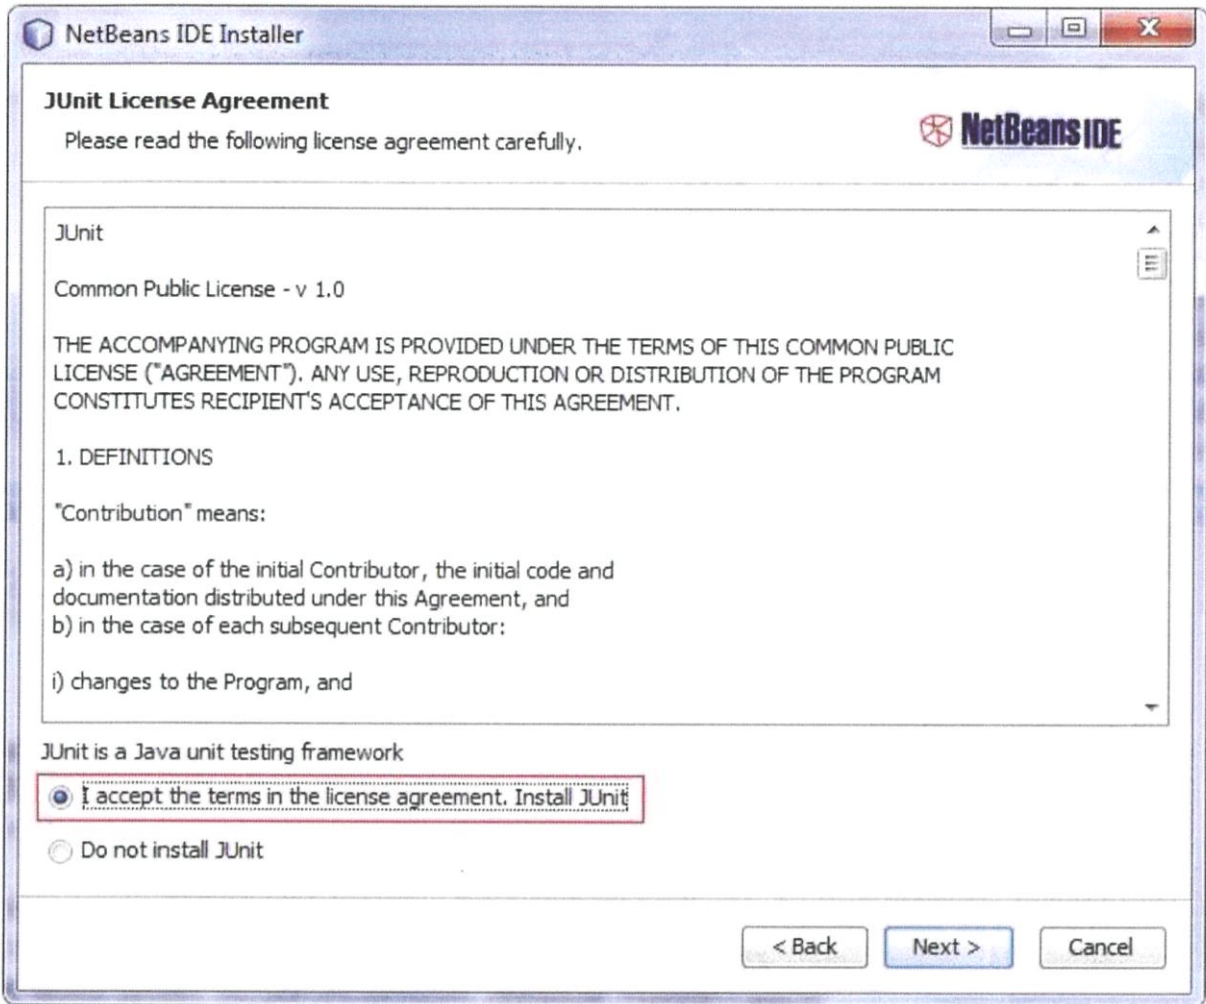 NetBeans IDE Installer
JUnit License Agreement
Please read the following license agreement carefully.
NetBeans IDE
JUnit
Common Public License - v 1.0
THE ACCOMPANYING PROGRAM IS PROVIDED UNDER THE TERMS OF THIS COMMON PUBLIC
LICENSE ("AGREEMENT"). ANY USE, REPRODUCTION OR DISTRIBUTION OF THE PROGRAM
CONSTITUTES RECIPIENT'S ACCEPTANCE OF THIS AGREEMENT.
1. DEFINITIONS
"Contribution" means:
a) in the case of the initial Contributor, the initial code and
documentation distributed under this Agreement, and
b) in the case of each subsequent Contributor:
i) changes to the Program, and
JUnit is a Java unit testing framework
I accept the terms in the license agreement. Install JUnit
Do not install JUnit
< Back
Next >
Cancel